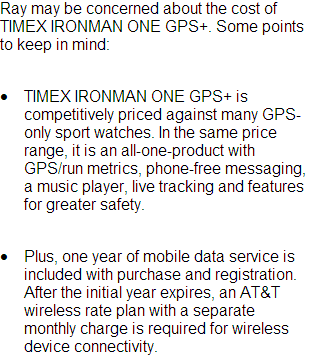 Ray may be concerned about the cost of
TIMEX IRONMAN ONE GPS+. Some points
to keep in mind:
• TIMEX IRONMAN ONE GPS+ is
competitively priced against many GPS-
only sport watches. In the same price
range, it is an all-one-product with
GPS/run metrics, phone-free messaging,
a music player, live tracking and features
for greater safety.
• Plus, one year of mobile data service is
included with purchase and registration.
After the initial year expires, an AT&T
wireless rate plan with a separate
monthly charge is required for wireless
device connectivity.